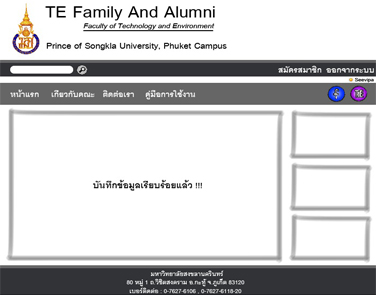 TE Family And Alumni
Faculty of Technology and Environment
Prince of Songkla University, Phuket Campus
สมัครสมาชิก ออกจากระบบ
Seevipa
หน้าแรก เกี่ยวกับคณะ ติดต่อเรา คู่มือการใช้งาน
บันทึกข้อมูลเรียบร้อยแล้ว !!!
มหาวิทยาลัยสงขลานครินทร์
80 หมู่ 1 ถ.วิชิตสงคราม อ.กะทู้ จ.ภูเก็ต 83120
เบอร์ติดต่อ : 0-7627-6106 , 0-7627-6118-20